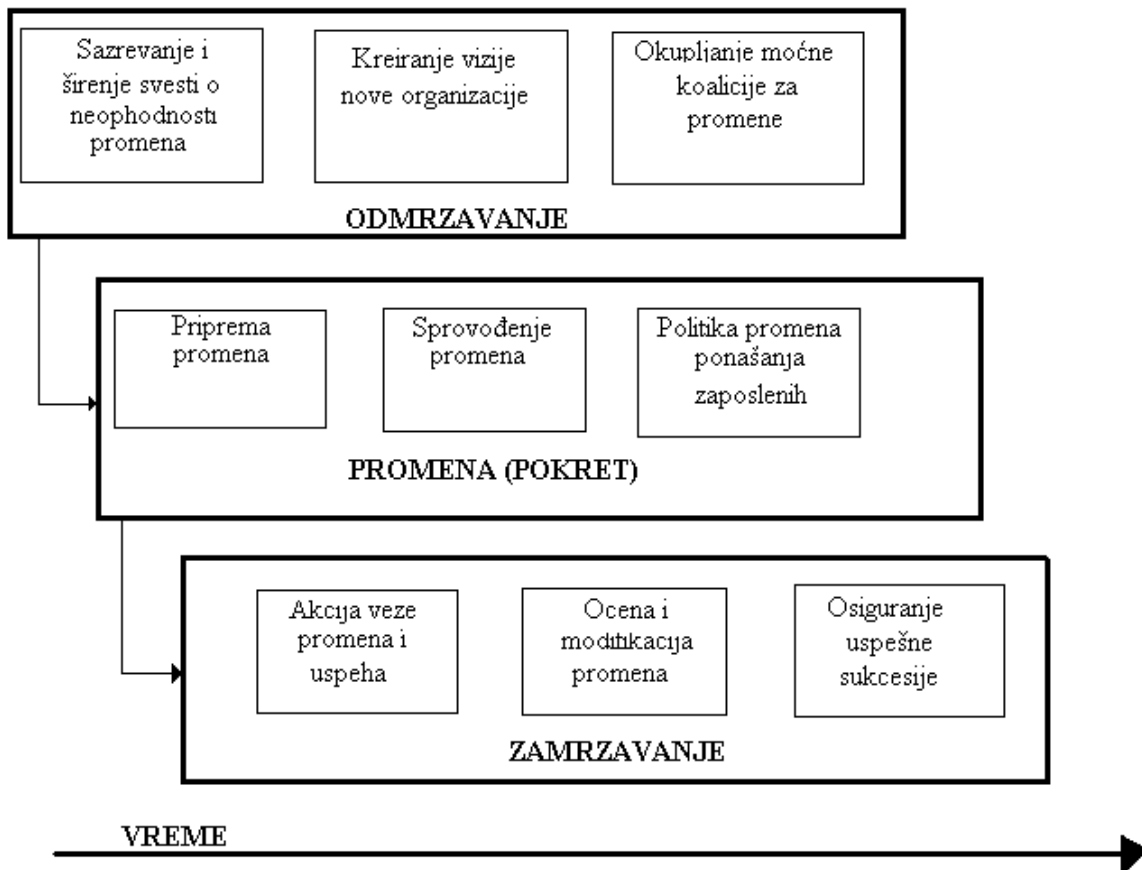 Sazrevanje i
širenje svesti o
neophodnosti
promena
Kreiranje vizije
nove organizacije
Okupljanje moćne
koalicije za
promene
ODMRZAVANJE
Priprema
promena
Sprovođenje
promena
Politika promena
ponašanja
zaposlenih
PROMENA (POKRET)
Akcija veze
promena i
uspeha
Ocena i
modifikacija
promena
Osiguranje
uspešne
sukcesije
ZAMRZAVANJE
VREME